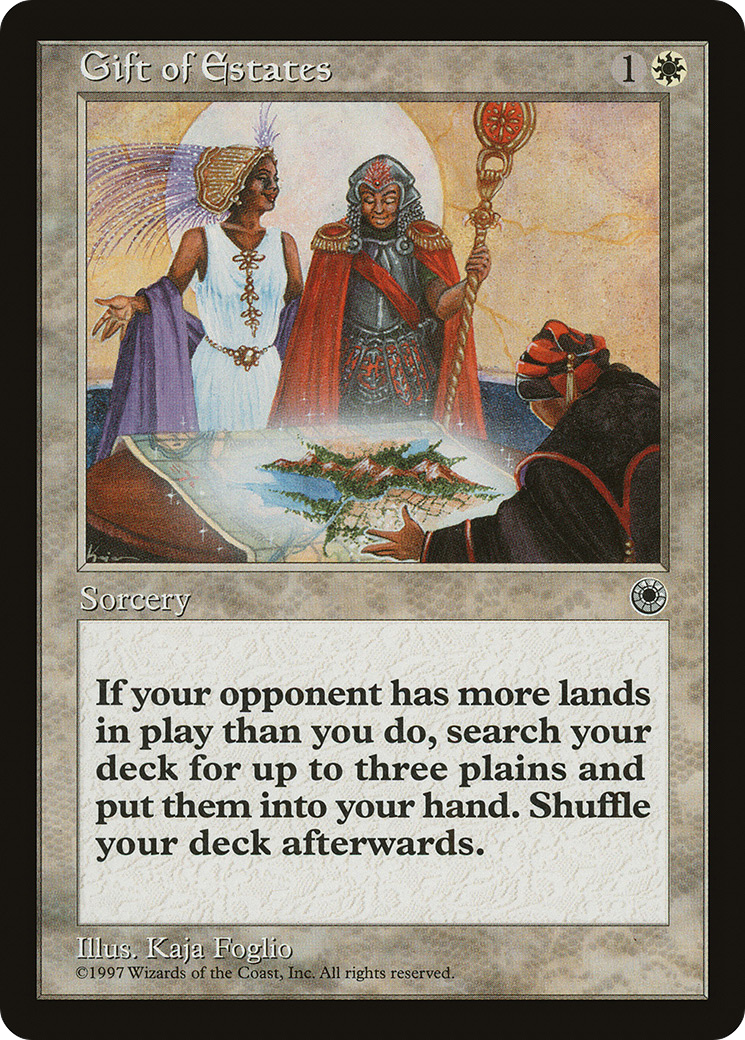 Gift of Estates
1
Kaja
Sorcery
If your opponent has more lands
in play than you do, search your
deck for up to three plains and
put them into your hand. Shuffle
your deck afterwards.
Illus. Kaja Foglio
©1997 Wizards of the Coast, Inc. All rights reserved.